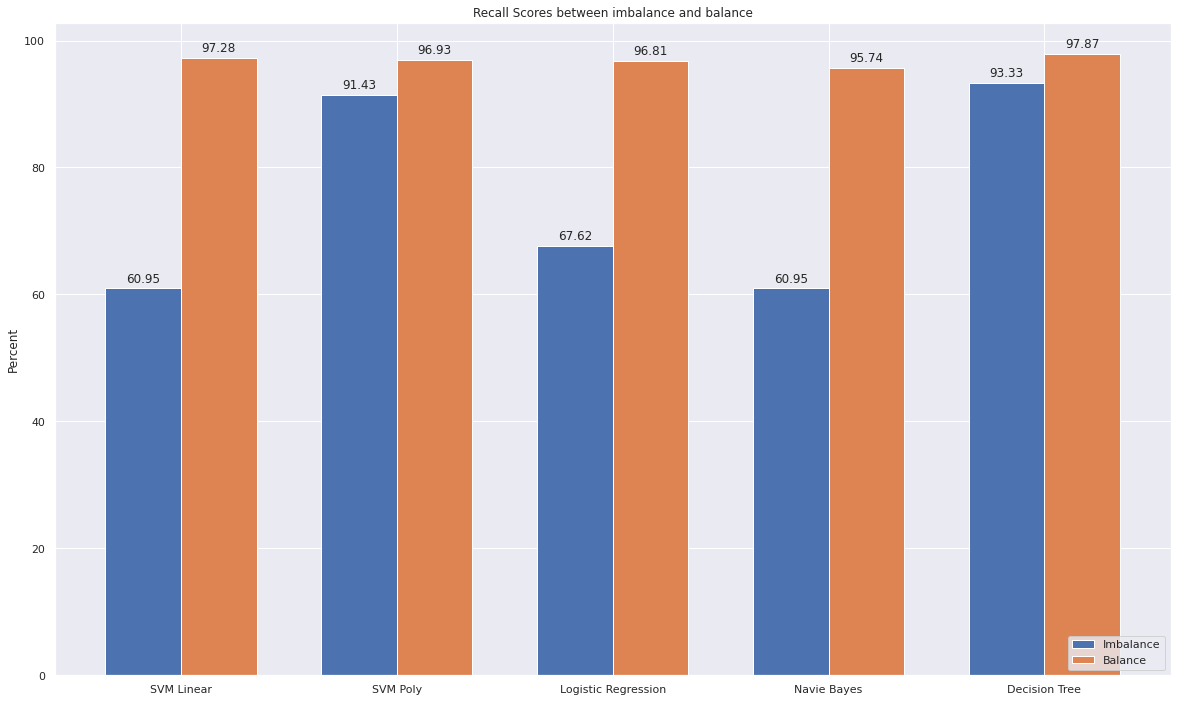 Recall Scores between imbalance and balance
100
80
60
40
20
0
Percent
60.95
97.28
91.43
96.93
67.62
96.81
60.95
95.74
93.33
97.87
SVM Linear
SVM Poly
Logistic Regression
Navie Bayes
Decision Tree
Imbalance
Balance